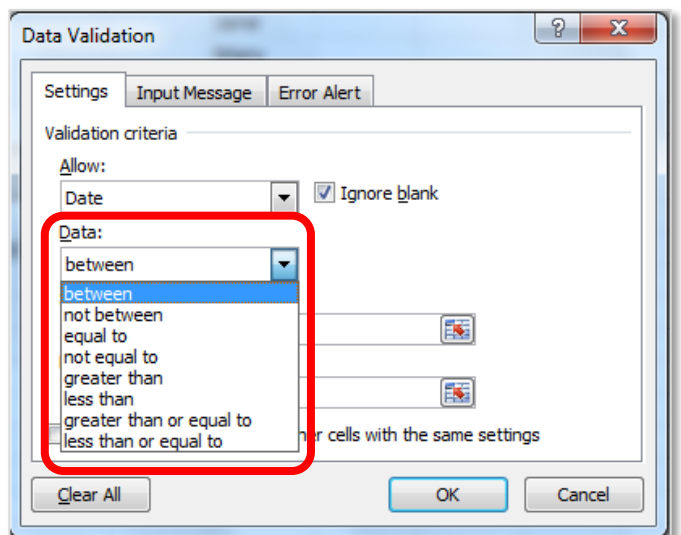 Data Validation
?
X
Settings Input Message Error Alert
Validation criteria
Allow:
Date
Ignore blank
Data:
between
between
not between
equal to
not equal to
greater than
less than
greater than or equal to
less than or equal to
cells with the same settings
Clear All OK Cancel